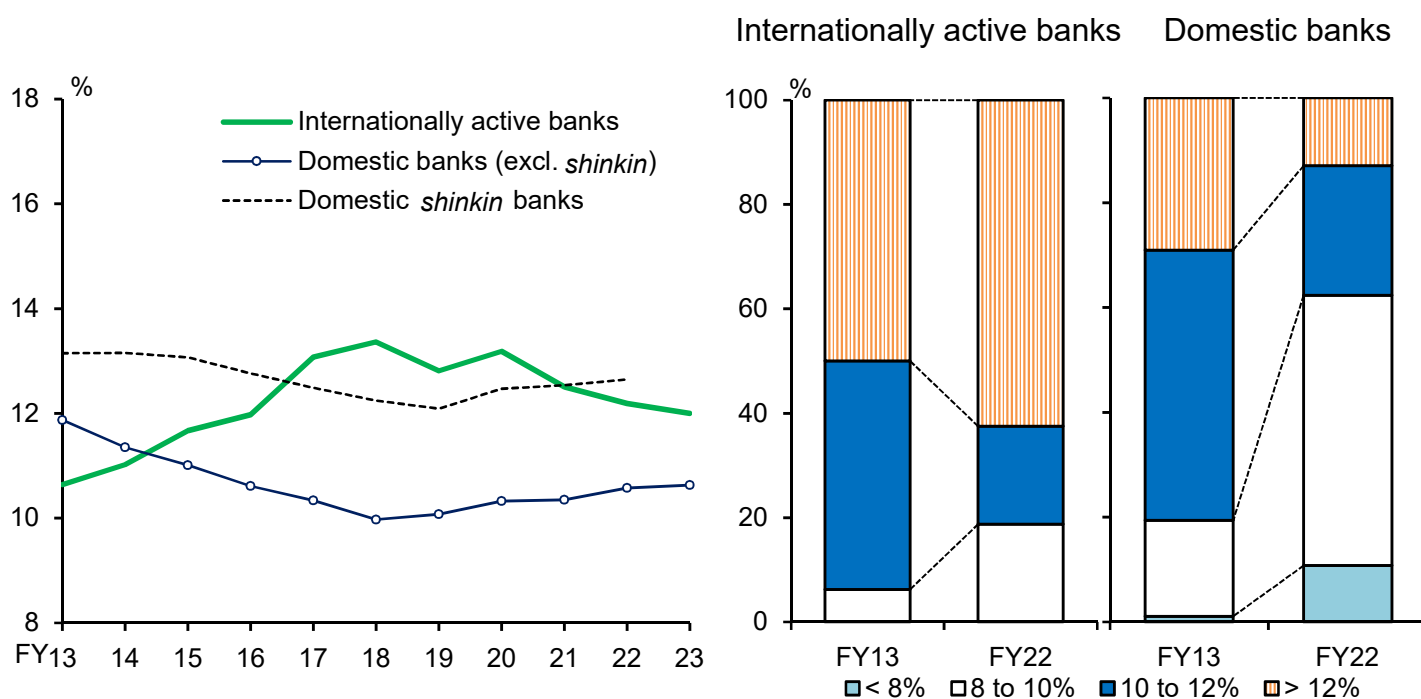 Internationally active banks
Domestic banks
%
18
16
14
12
10
8
Internationally active banks
Domestic banks (excl. shinkin)
Domestic shinkin banks
FY13 14 15 16 17 18 19 20 21 22 23
%
100
80
60
40
20
0
FY13 FY22
FY13 FY22
< 8% 8 to 10% 10 to 12% > 12%